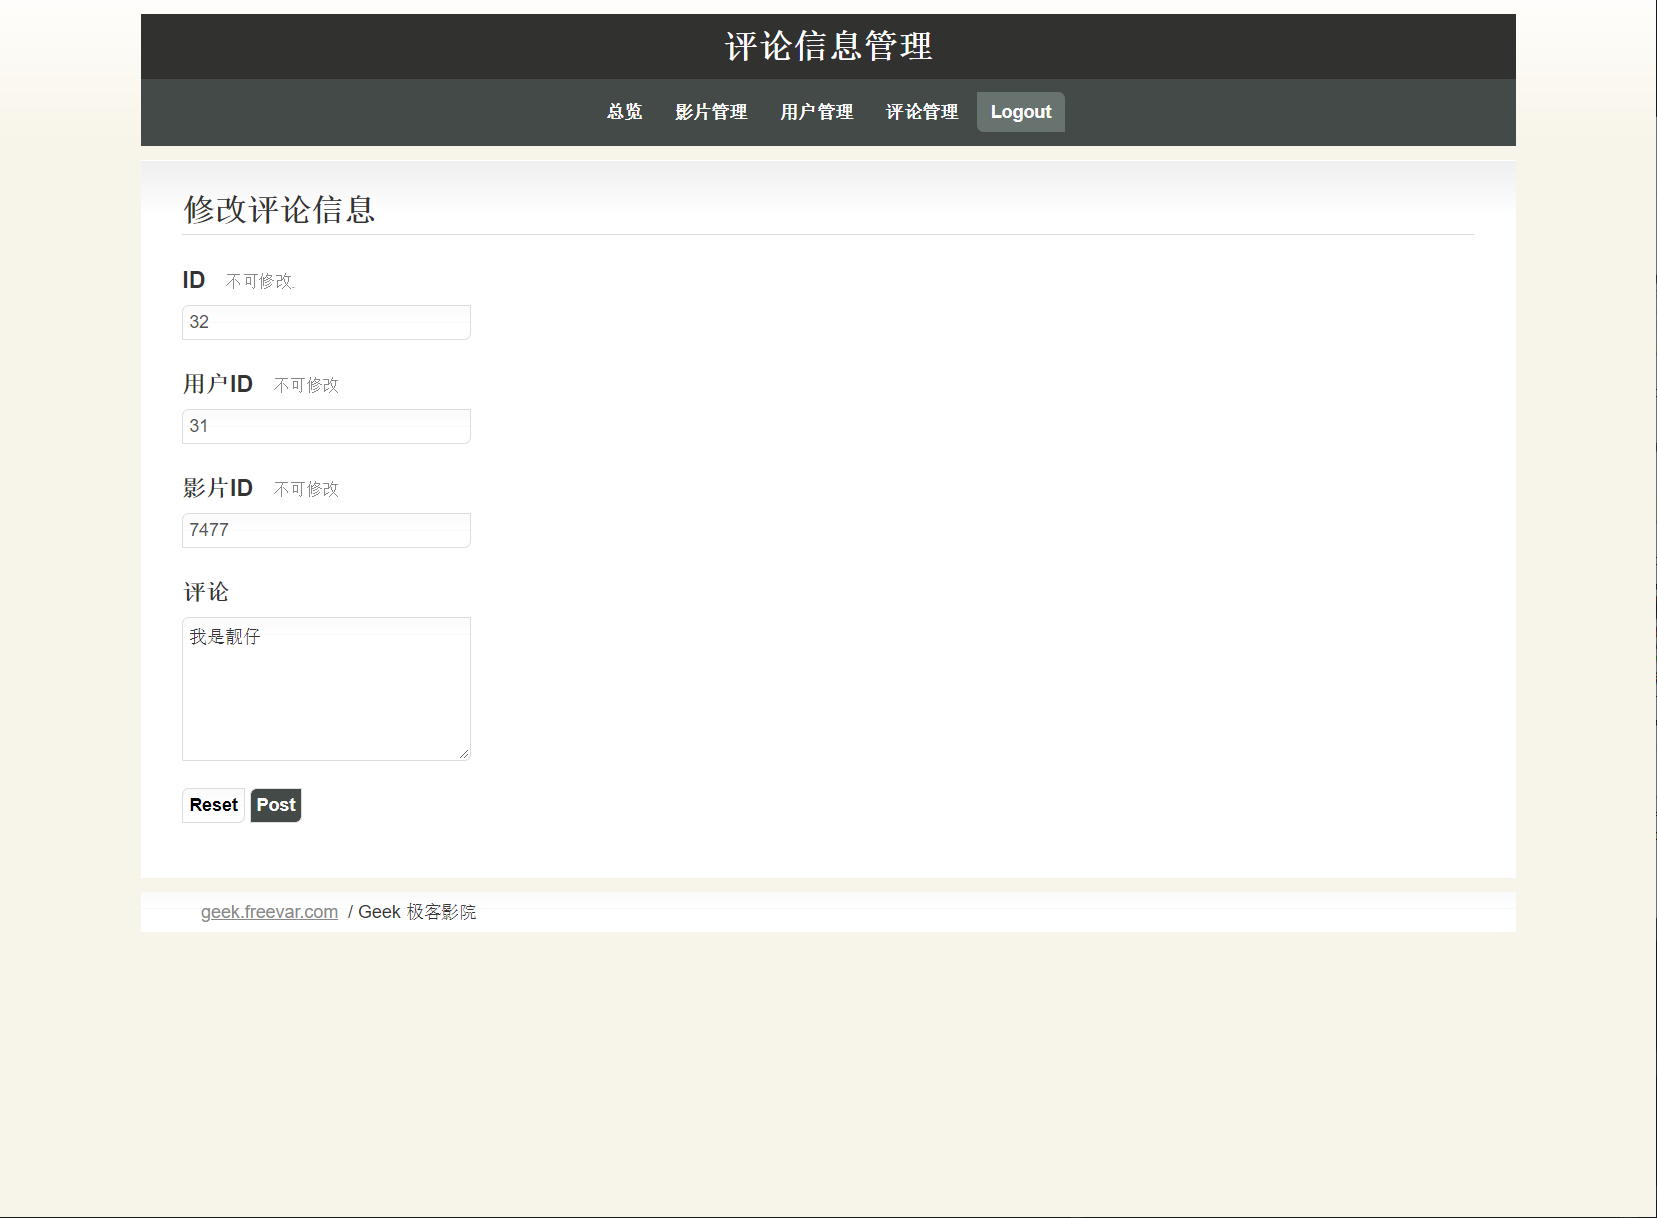 评论信息管理
总览 影片管理 用户管理 评论管理 Logout
修改评论信息
ID 不可修改.
32
用户ID 不可修改
31
影片ID 不可修改
7477
评论
我是靓仔
Reset Post
geek.freevar.com / Geek 极客影院